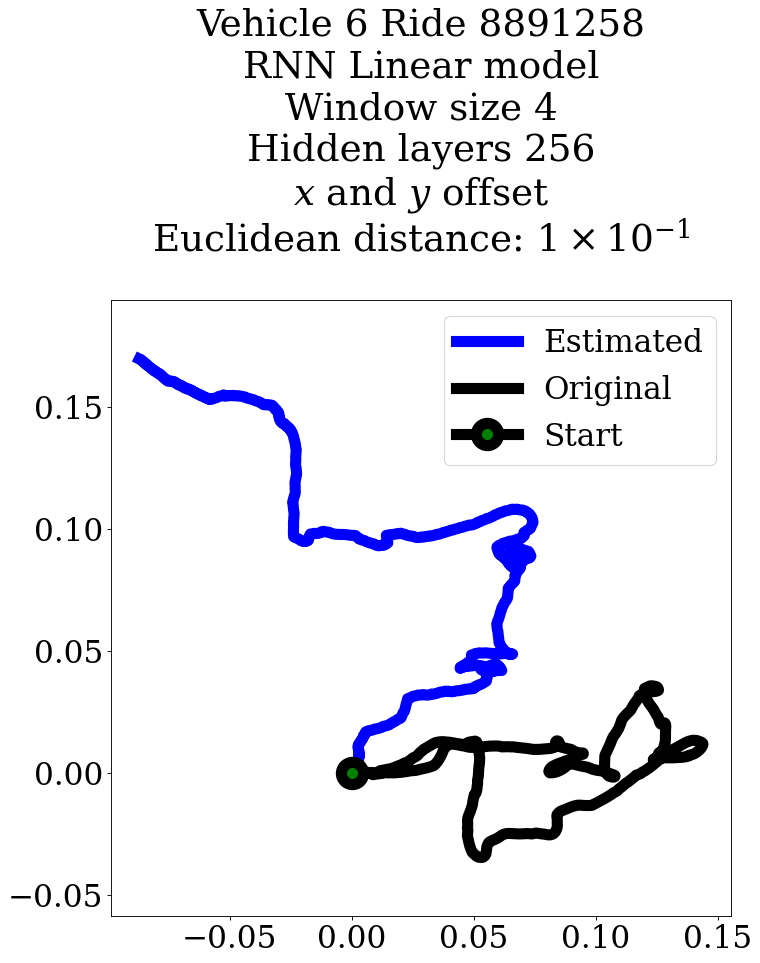 Vehicle 6 Ride 8891258
RNN Linear model
Window size 4
Hidden layers 256
x and y offset
Euclidean distance: 1 × 10⁻¹
Estimated
Original
Start
0.15
0.10
0.05
0.00
−0.05
−0.05 0.00 0.05 0.10 0.15